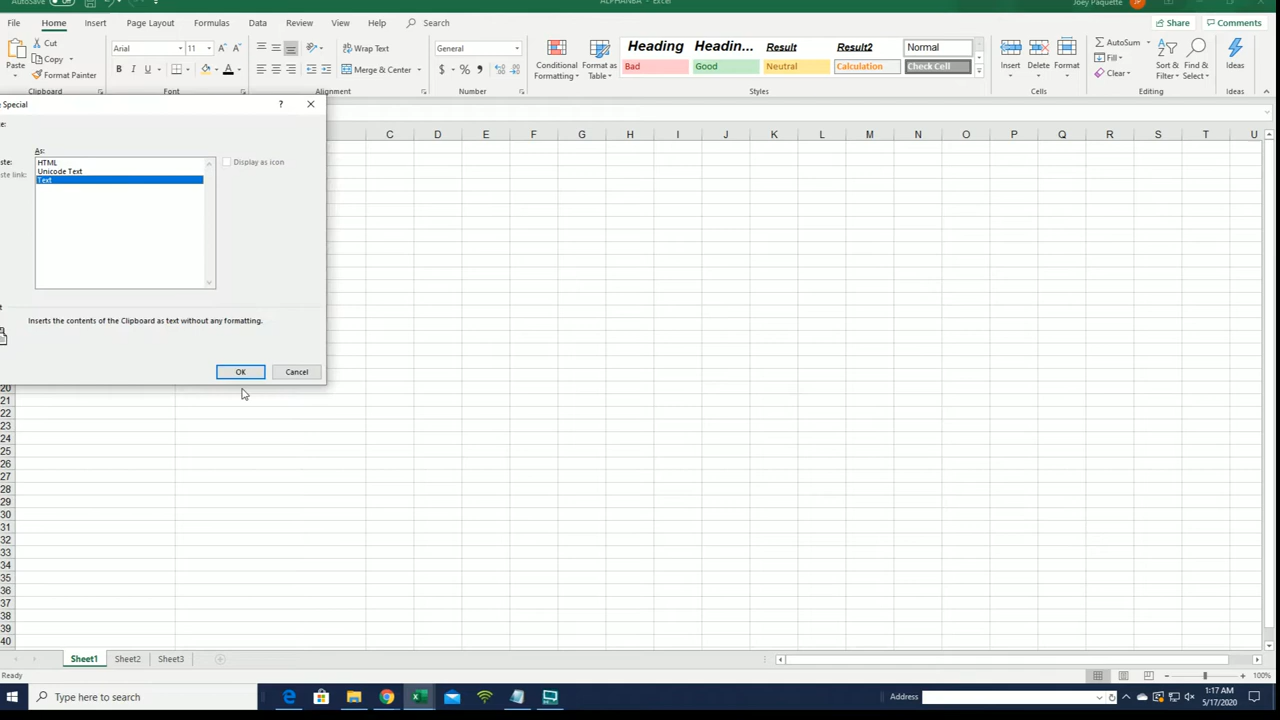 AutoSave
ALPHANBA - Excel
Joey Paquette
JP
File Home Insert Page Layout Formulas Data Review View Help Search Share Comments
Paste
Cut
Copy
Format Painter
Clipboard
Arial 11
A A
B I U A
Font
Wrap Text
Merge & Center
Alignment
General
$ % ,
Number
Conditional Formatting
Format as Table
Heading Headin... Result Result2 Normal
Bad Good Neutral Calculation Check Cell
Styles
Insert Delete Format
Cells
AutoSum
Fill
Clear
Sort & Filter
Find & Select
Editing
Ideas
Ideas
Special
?
As:
HTML
Unicode Text
Text
Display as icon
Inserts the contents of the Clipboard as text without any formatting.
OK Cancel
C D E F G H I J K L M N O P Q R S T U
20
21
22
23
24
25
26
27
28
29
30
31
32
33
34
35
36
37
38
39
40
Sheet1 Sheet2 Sheet3
Ready
100%
Type here to search
Address
1:17 AM
5/17/2020